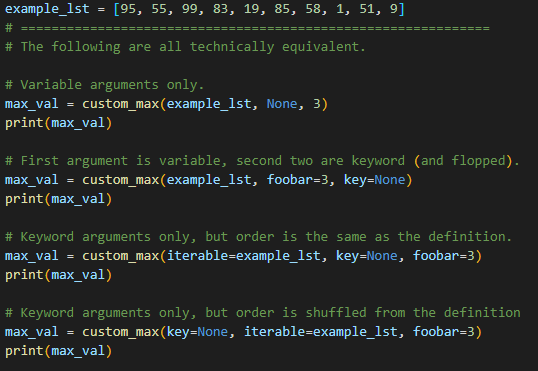 example_lst = [95, 55, 99, 83, 19, 85, 58, 1, 51, 9]
# ============================================================
# The following are all technically equivalent.
# Variable arguments only.
max_val = custom_max(example_lst, None, 3)
print(max_val)
# First argument is variable, second two are keyword (and flopped).
max_val = custom_max(example_lst, foobar=3, key=None)
print(max_val)
# Keyword arguments only, but order is the same as the definition.
max_val = custom_max(iterable=example_lst, key=None, foobar=3)
print(max_val)
# Keyword arguments only, but order is shuffled from the definition
max_val = custom_max(key=None, iterable=example_lst, foobar=3)
print(max_val)